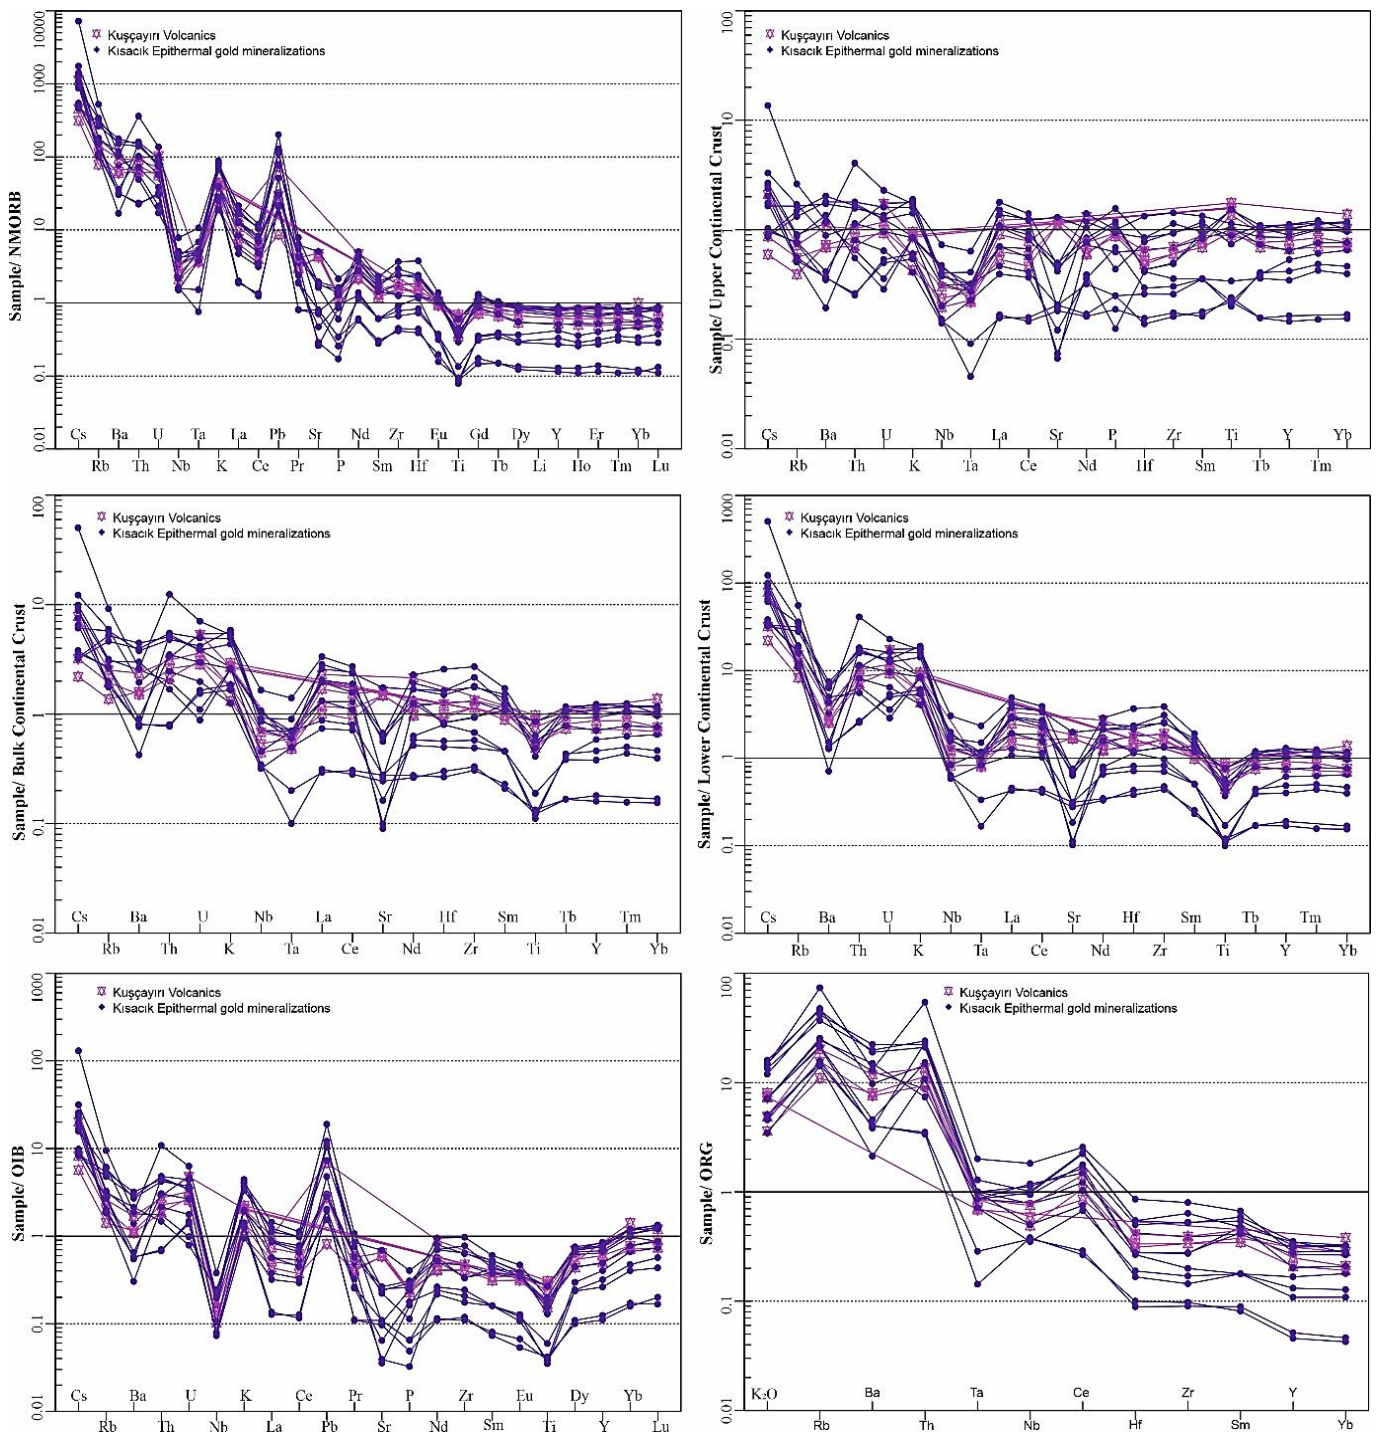 Sample/ NMORB
10000
1000
100
10
1
0.1
0.01
Kuşçayırı Volcanics
Kısacık Epithermal gold mineralizations
Cs Ba U Ta La Pb Sr Nd Zr Eu Gd Dy Y Er Yb
Rb Th Nb K Ce Pr P Sm Hf Ti Tb Li Ho Tm Lu
Sample/ Upper Continental Crust
100
10
1
0.1
0.01
Kuşçayırı Volcanics
Kısacık Epithermal gold mineralizations
Cs Ba U Nb La Sr P Zr Ti Y Yb
Rb Th K Ta Ce Nd Hf Sm Tb Tm
Sample/ Bulk Continental Crust
100
10
1
0.1
0.01
Kuşçayırı Volcanics
Kısacık Epithermal gold mineralizations
Cs Ba U Nb La Sr Hf Sm Tb Tm
Rb Th K Ta Ce Nd Zr Ti Y Yb
Sample/ Lower Continental Crust
1000
100
10
1
0.1
0.01
Kuşçayırı Volcanics
Kısacık Epithermal gold mineralizations
Cs Ba U Nb La Sr Hf Sm Tb Tm
Rb Th K Ta Ce Nd Zr Ti Y Yb
Sample/ OIB
1000
100
10
1
0.1
0.01
Kuşçayırı Volcanics
Kısacık Epithermal gold mineralizations
Cs Ba U K Ce Pr P Zr Eu Dy Yb
Rb Th Nb La Pb Sr Nd Sm Ti Y Lu
Sample/ ORG
100
10
1
0.1
0.01
Kuşçayırı Volcanics
Kısacık Epithermal gold mineralizations
K₂O Ba Ta Ce Zr Y
Rb Th Nb Hf Sm Yb